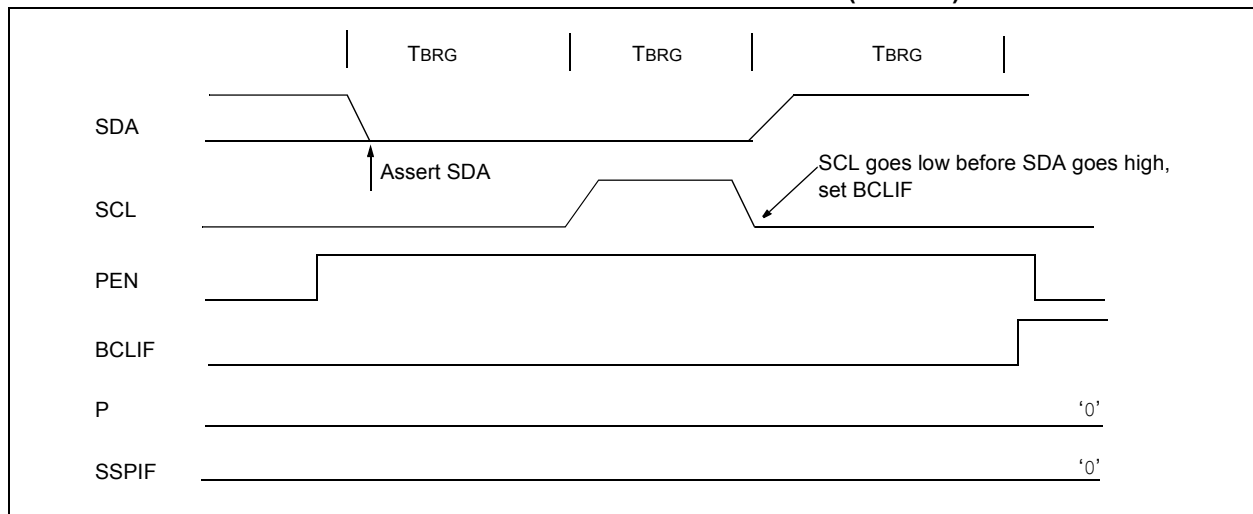 TBRG TBRG TBRG
SDA
Assert SDA
SCL goes low before SDA goes high,
set BCLIF
SCL
PEN
BCLIF
P
‘0’
SSPIF
‘0’